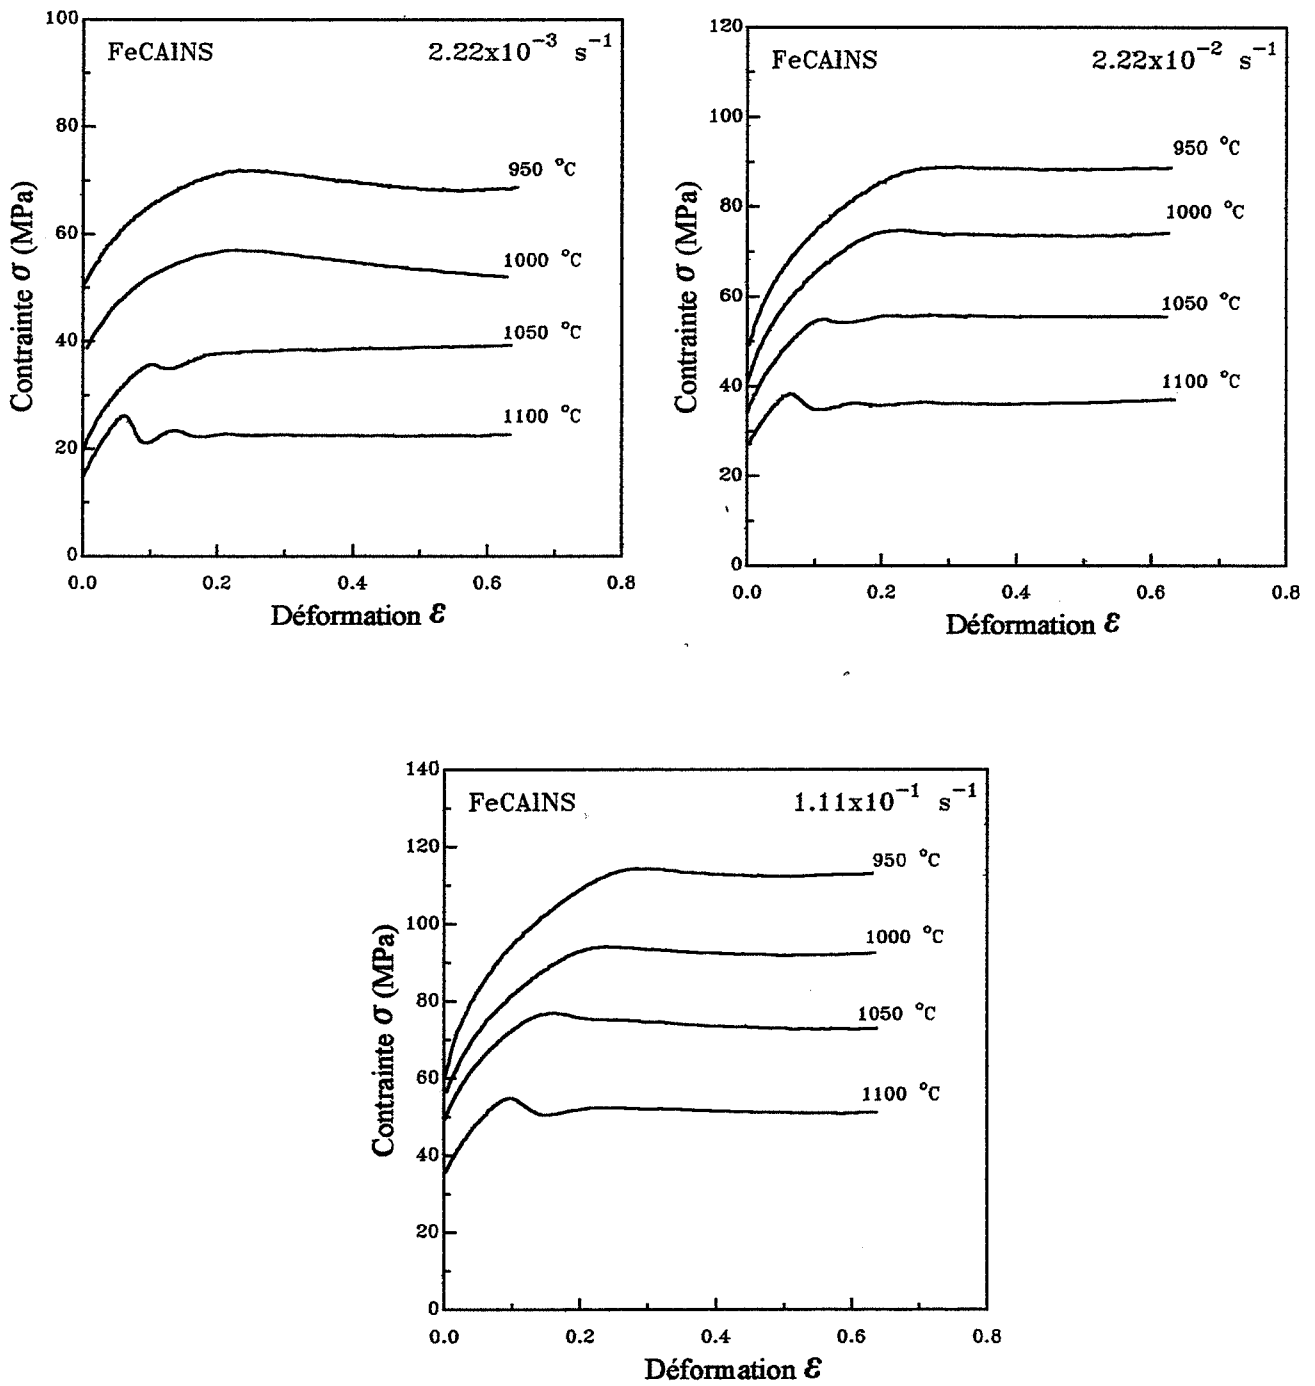 FeCAlNS 2.22x10⁻³ s⁻¹
100
80
60
40
20
0
Contrainte σ (MPa)
950 °C
1000 °C
1050 °C
1100 °C
0.0 0.2 0.4 0.6 0.8
Déformation ε
FeCAlNS 2.22x10⁻² s⁻¹
120
100
80
60
40
20
0
Contrainte σ (MPa)
950 °C
1000 °C
1050 °C
1100 °C
0.0 0.2 0.4 0.6 0.8
Déformation ε
FeCAlNS 1.11x10⁻¹ s⁻¹
140
120
100
80
60
40
20
0
Contrainte σ (MPa)
950 °C
1000 °C
1050 °C
1100 °C
0.0 0.2 0.4 0.6 0.8
Déformation ε